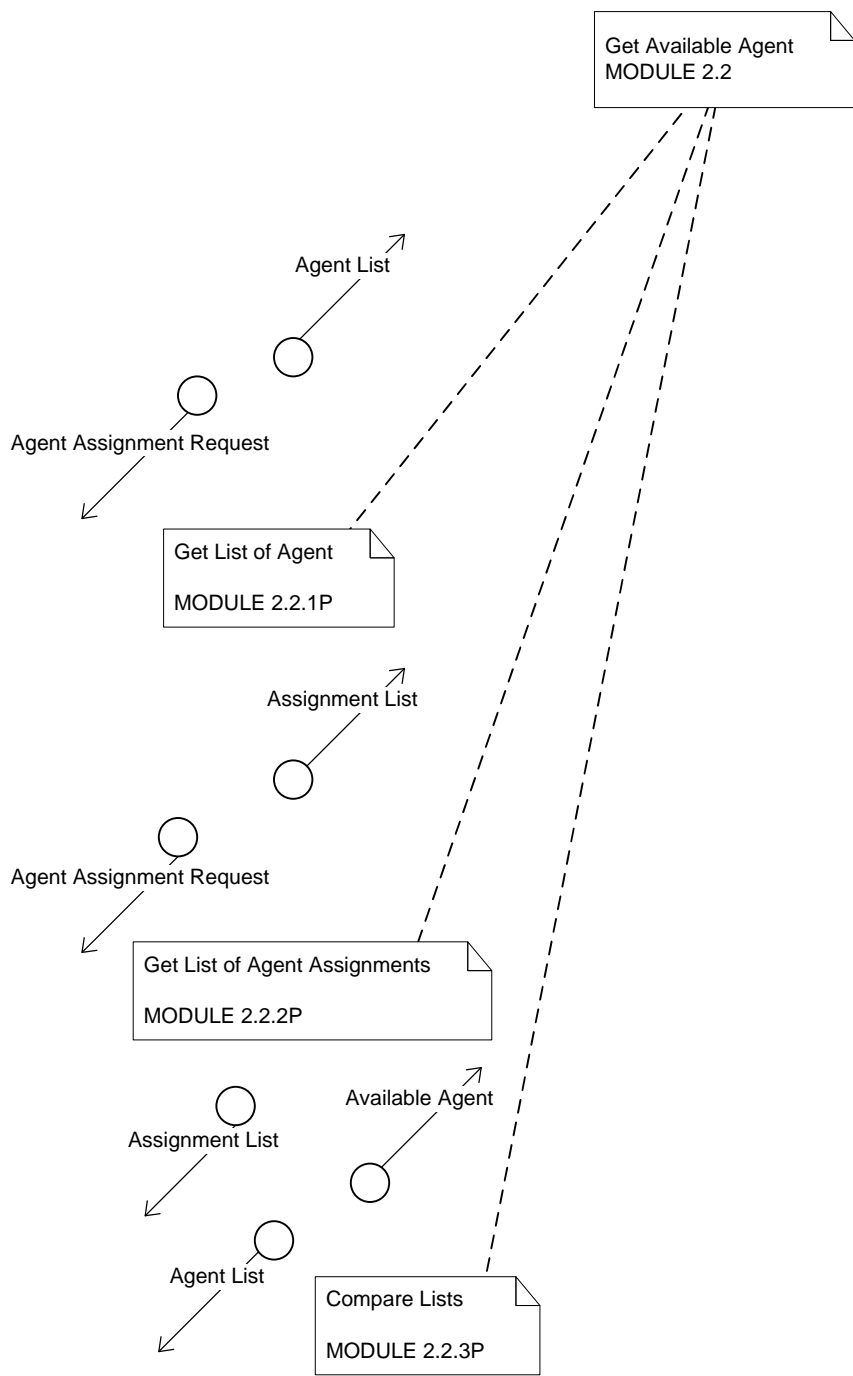 Get Available Agent
MODULE 2.2
Agent List
Agent Assignment Request
Get List of Agent
MODULE 2.2.1P
Assignment List
Agent Assignment Request
Get List of Agent Assignments
MODULE 2.2.2P
Available Agent
Assignment List
Agent List
Compare Lists
MODULE 2.2.3P